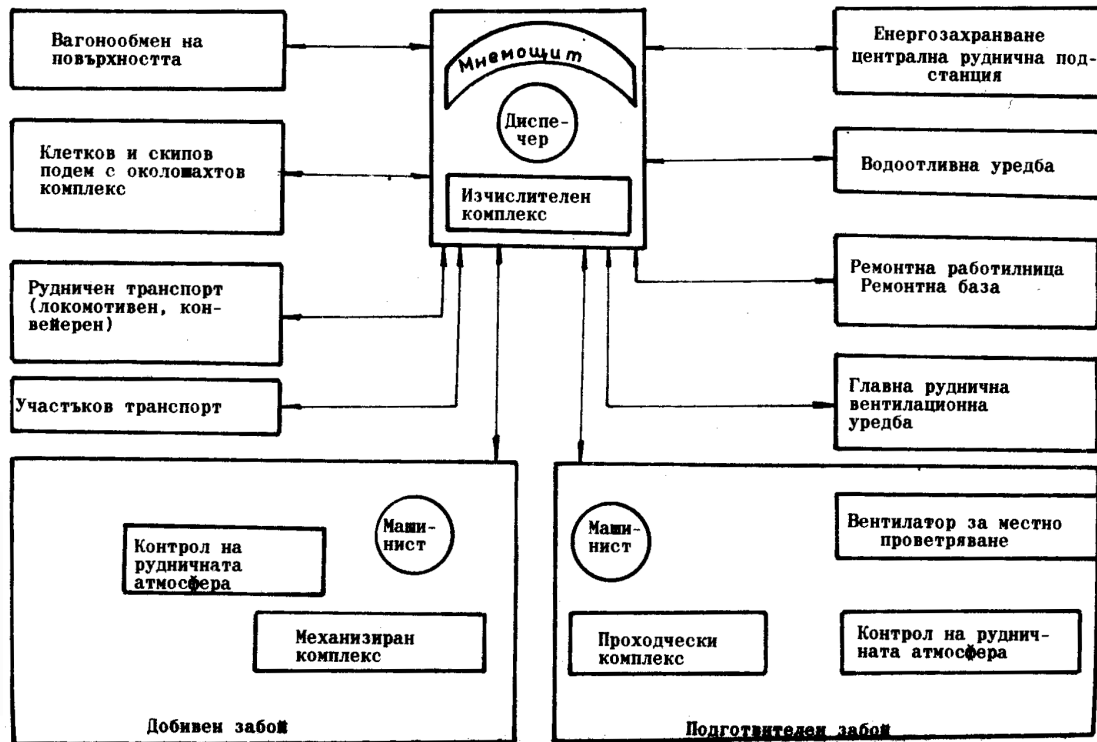 Вагонообмен на
повърхността
Клетков и скипов
подем с околошахтов
комплекс
Рудничен транспорт
(локомотивен, кон-
вейерен)
Участъков транспорт
Мнемощит
Диспе-
чер
Изчислителен
комплекс
Енергозахранване
централна руднична под-
станция
Водоотливна уредба
Ремонтна работилница
Ремонтна база
Главна руднична
вентилационна
уредба
Маши-
нист
Контрол на
рудничната
атмосфера
Механизиран
комплекс
Добивен забой
Маши-
нист
Вентилатор за местно
проветряване
Проходчески
комплекс
Контрол на руднич-
ната атмосфера
Подготвителен забой